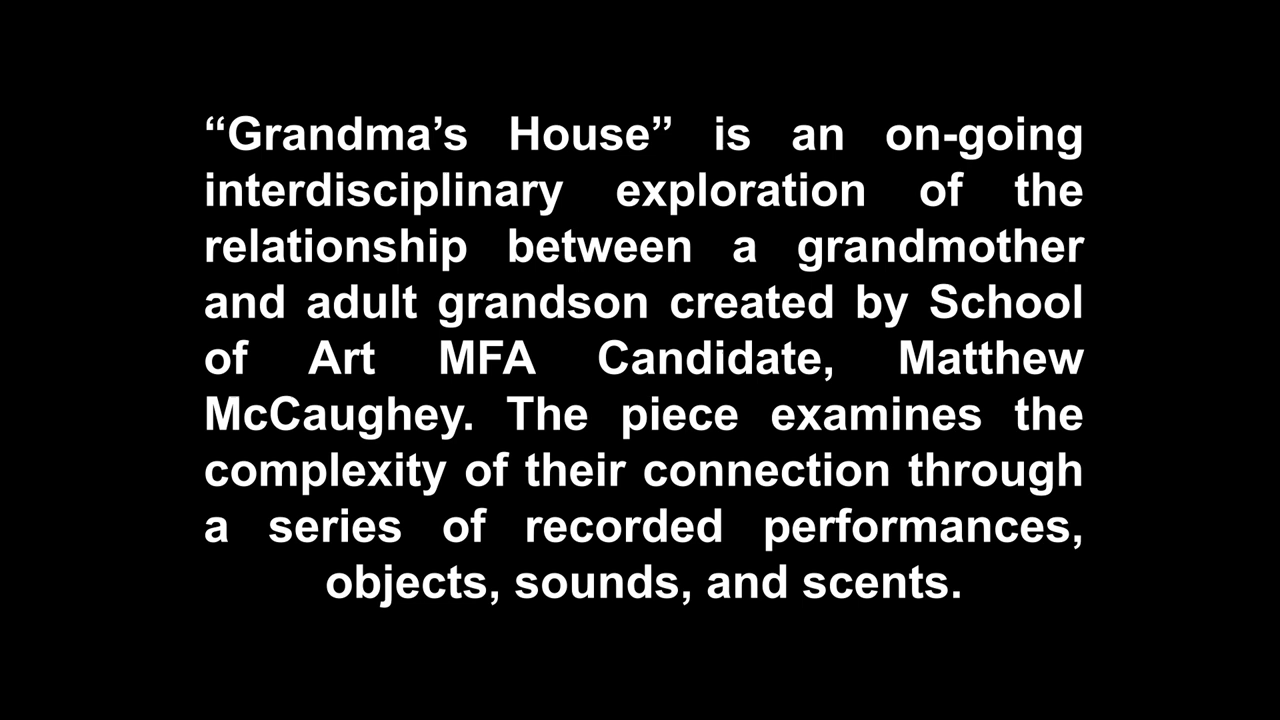 “Grandma’s House” is an on-going
interdisciplinary exploration of the
relationship between a grandmother
and adult grandson created by School
of Art MFA Candidate, Matthew
McCaughey. The piece examines the
complexity of their connection through
a series of recorded performances,
objects, sounds, and scents.